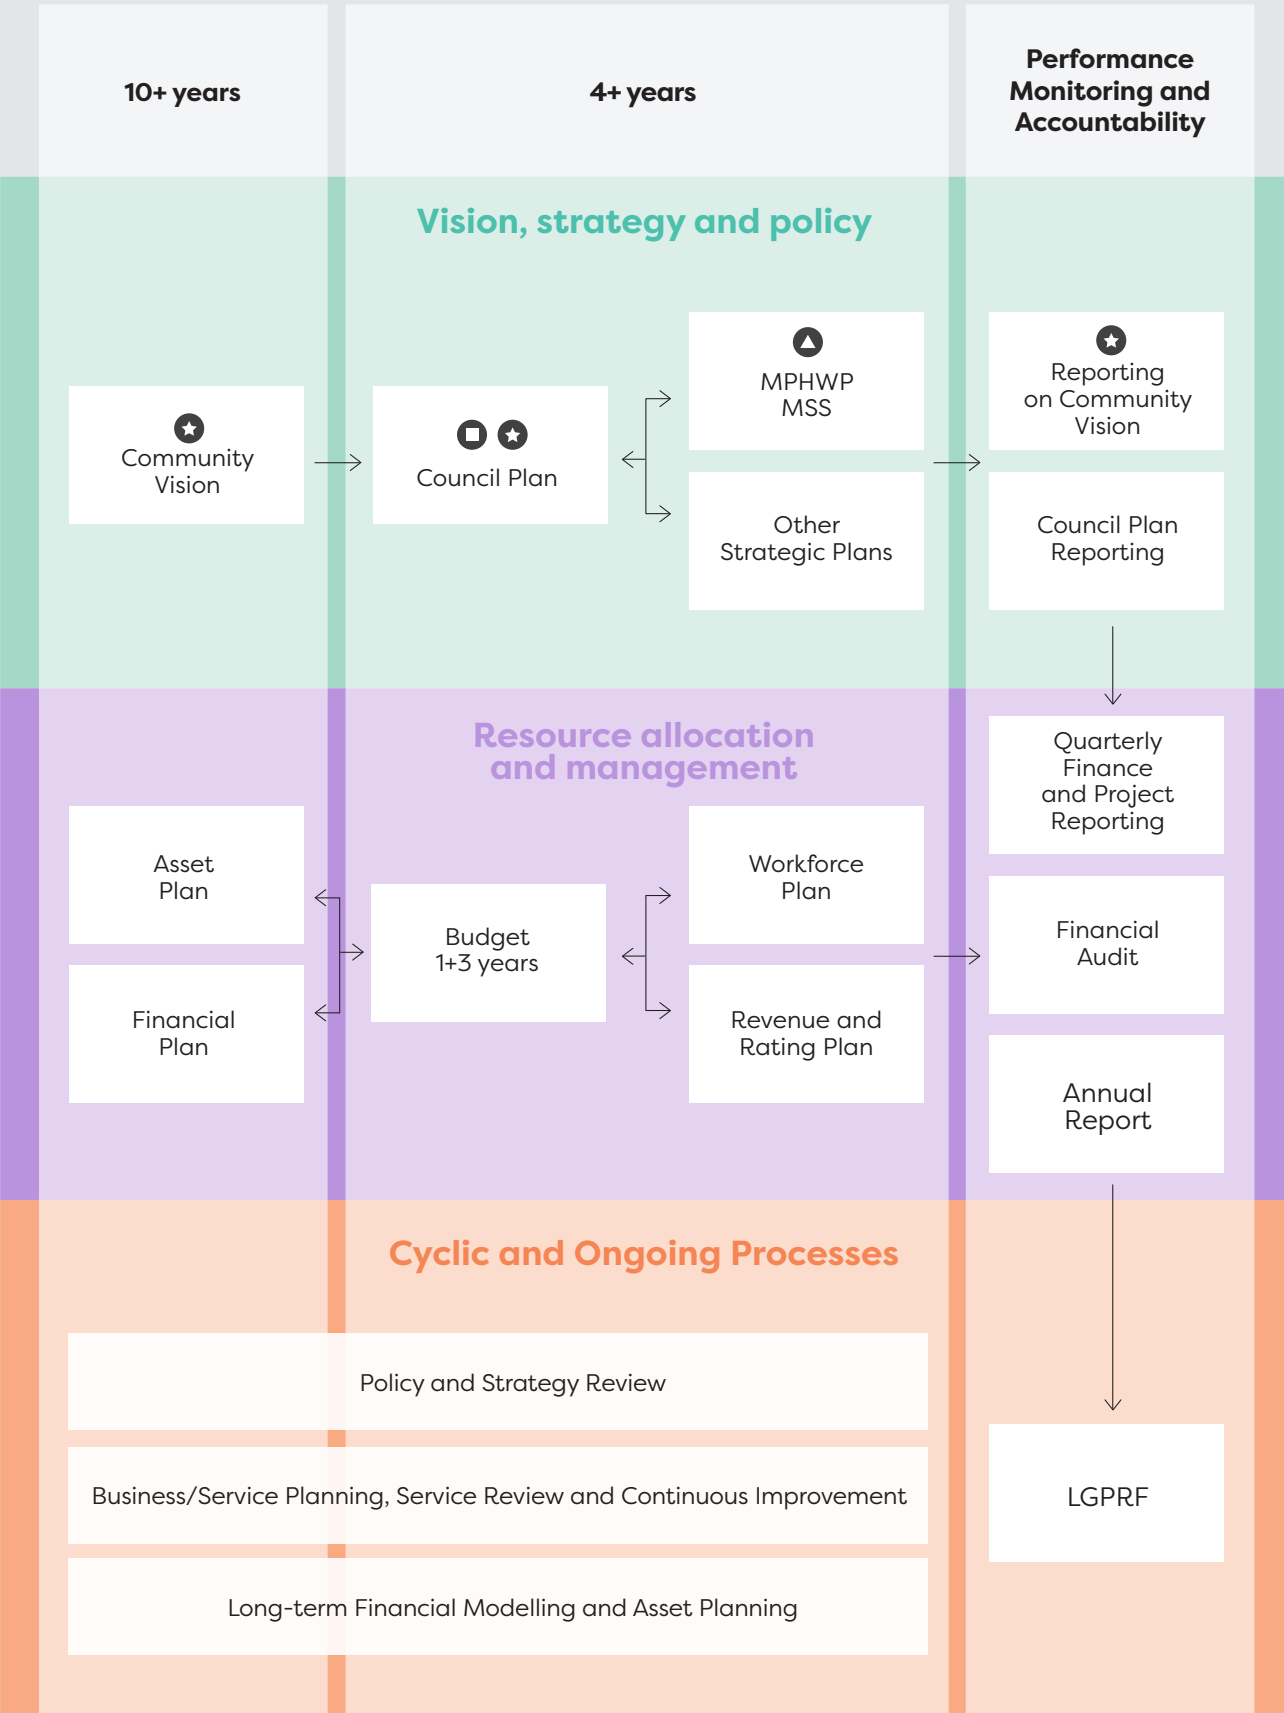 10+ years
4+ years
Performance
Monitoring and
Accountability
Vision, strategy and policy
Community
Vision
Council Plan
MPHWP
MSS
Other
Strategic Plans
Reporting
on Community
Vision
Council Plan
Reporting
Resource allocation
and management
Asset
Plan
Financial
Plan
Budget
1+3 years
Workforce
Plan
Revenue and
Rating Plan
Quarterly
Finance
and Project
Reporting
Financial
Audit
Annual
Report
Cyclic and Ongoing Processes
Policy and Strategy Review
Business/Service Planning, Service Review and Continuous Improvement
Long-term Financial Modelling and Asset Planning
LGPRF